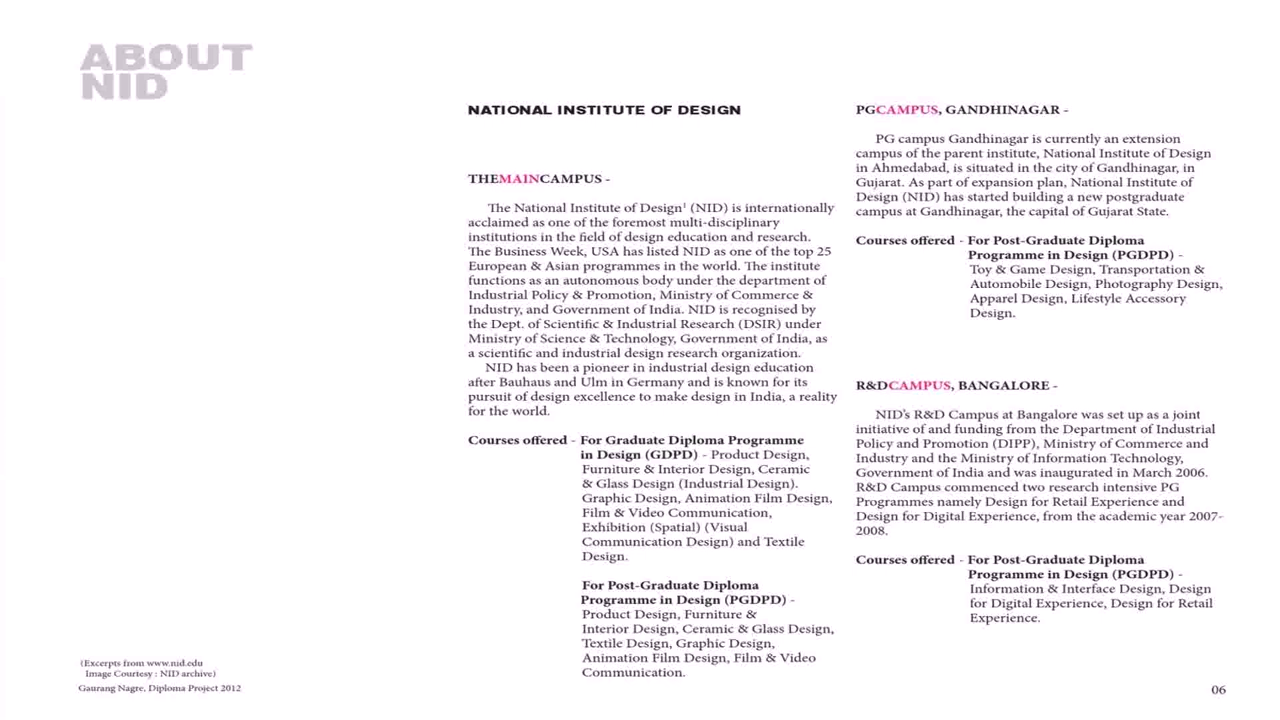 ABOUT
NID
NATIONAL INSTITUTE OF DESIGN
THEMAINCAMPUS -
The National Institute of Design¹ (NID) is internationally
acclaimed as one of the foremost multi-disciplinary
institutions in the field of design education and research.
The Business Week, USA has listed NID as one of the top 25
European & Asian programmes in the world. The institute
functions as an autonomous body under the department of
Industrial Policy & Promotion, Ministry of Commerce &
Industry, and Government of India. NID is recognised by
the Dept. of Scientific & Industrial Research (DSIR) under
Ministry of Science & Technology, Government of India, as
a scientific and industrial design research organization.
NID has been a pioneer in industrial design education
after Bauhaus and Ulm in Germany and is known for its
pursuit of design excellence to make design in India, a reality
for the world.
Courses offered - For Graduate Diploma Programme
in Design (GDPD) - Product Design,
Furniture & Interior Design, Ceramic
& Glass Design (Industrial Design).
Graphic Design, Animation Film Design,
Film & Video Communication,
Exhibition (Spatial) (Visual
Communication Design) and Textile
Design.
For Post-Graduate Diploma
Programme in Design (PGDPD) -
Product Design, Furniture &
Interior Design, Ceramic & Glass Design,
Textile Design, Graphic Design,
Animation Film Design, Film & Video
Communication.
PGCAMPUS, GANDHINAGAR -
PG campus Gandhinagar is currently an extension
campus of the parent institute, National Institute of Design
in Ahmedabad, is situated in the city of Gandhinagar, in
Gujarat. As part of expansion plan, National Institute of
Design (NID) has started building a new postgraduate
campus at Gandhinagar, the capital of Gujarat State.
Courses offered - For Post-Graduate Diploma
Programme in Design (PGDPD) -
Toy & Game Design, Transportation &
Automobile Design, Photography Design,
Apparel Design, Lifestyle Accessory
Design.
R&DCAMPUS, BANGALORE -
NID's R&D Campus at Bangalore was set up as a joint
initiative of and funding from the Department of Industrial
Policy and Promotion (DIPP), Ministry of Commerce and
Industry and the Ministry of Information Technology,
Government of India and was inaugurated in March 2006.
R&D Campus commenced two research intensive PG
Programmes namely Design for Retail Experience and
Design for Digital Experience, from the academic year 2007-
2008.
Courses offered - For Post-Graduate Diploma
Programme in Design (PGDPD) -
Information & Interface Design, Design
for Digital Experience, Design for Retail
Experience.
(Excerpts from www.nid.edu
Image Courtesy : NID archive)
Gaurang Nagre, Diploma Project 2012
06